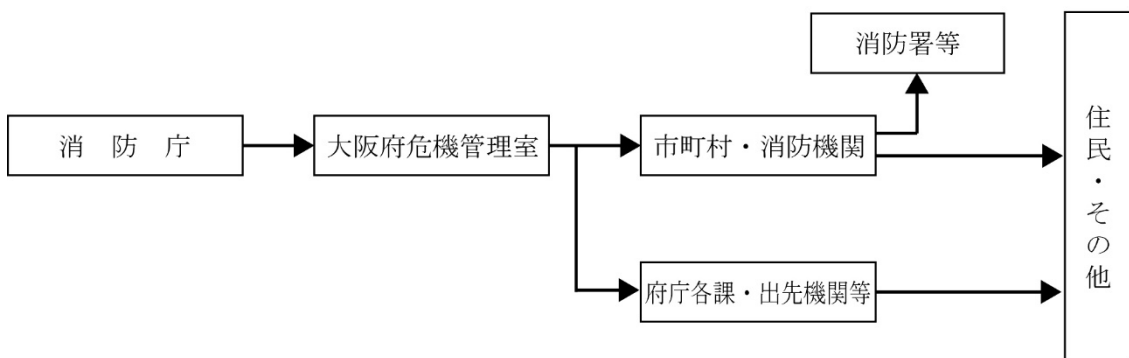 消防署等
消防庁
大阪府危機管理室
市町村・消防機関
住民・その他
府庁各課・出先機関等